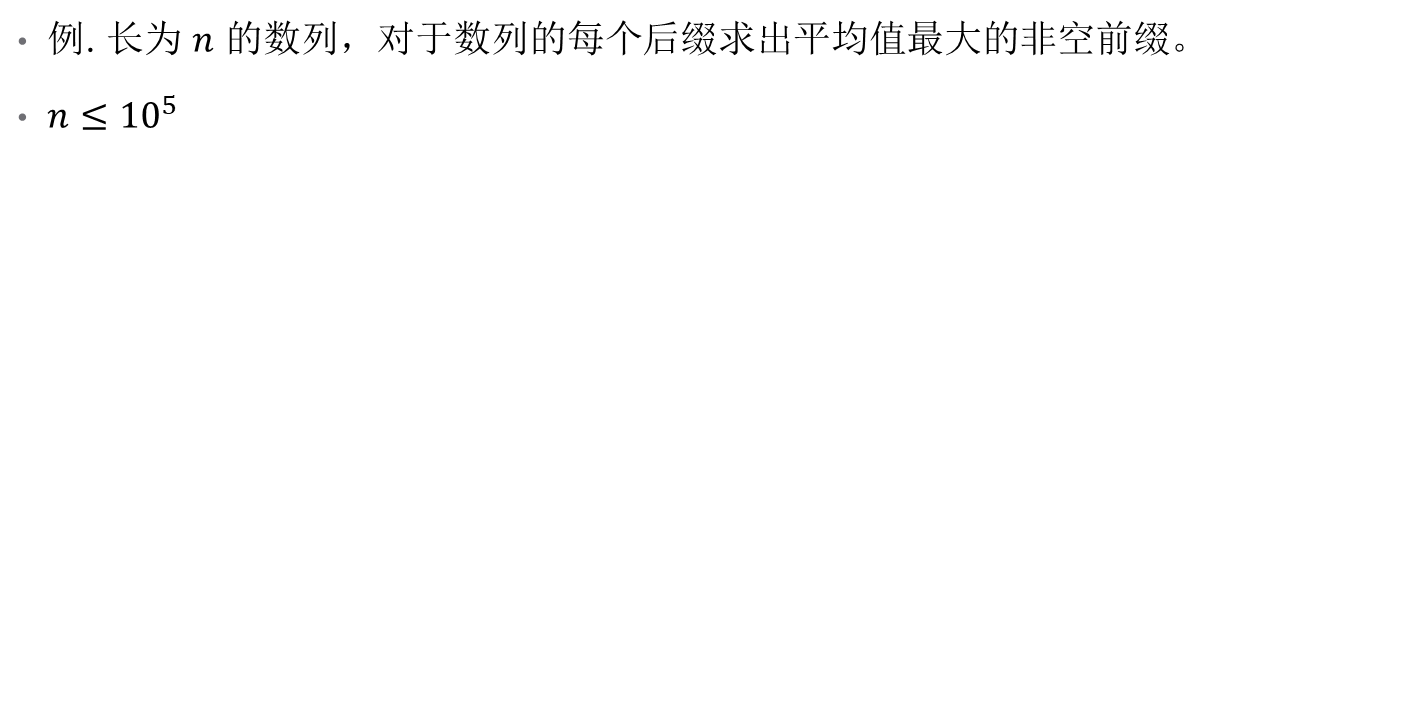 • 例. 长为 n 的数列，对于数列的每个后缀求出平均值最大的非空前缀。
• n ≤ 10⁵